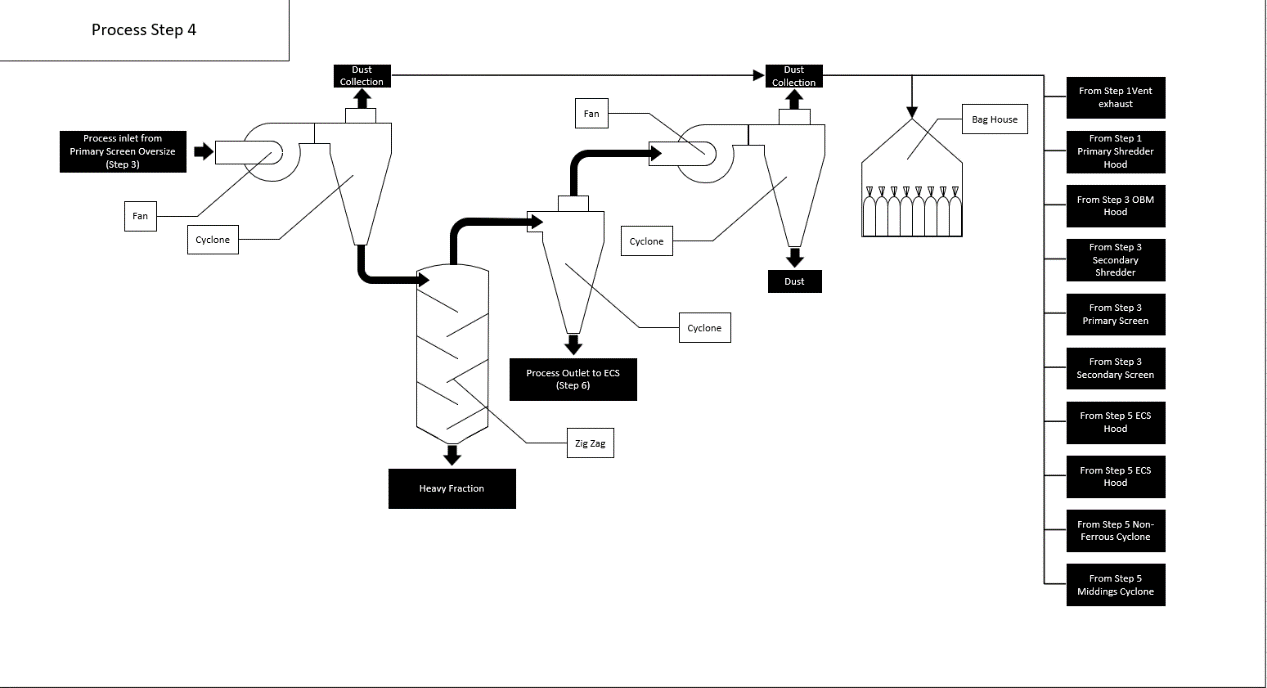 Process Step 4
Dust
Collection
Dust
Collection
From Step 1Vent
exhaust
Fan
Bag House
Process inlet from
Primary Screen Oversize
(Step 3)
From Step 1
Primary Shredder
Hood
Fan
Cyclone
Cyclone
From Step 3 OBM
Hood
From Step 3
Secondary
Shredder
Dust
From Step 3
Primary Screen
Cyclone
Process Outlet to ECS
(Step 6)
From Step 3
Secondary Screen
From Step 5 ECS
Hood
Zig Zag
Heavy Fraction
From Step 5 ECS
Hood
From Step 5 Non-
Ferrous Cyclone
From Step 5
Middings Cyclone